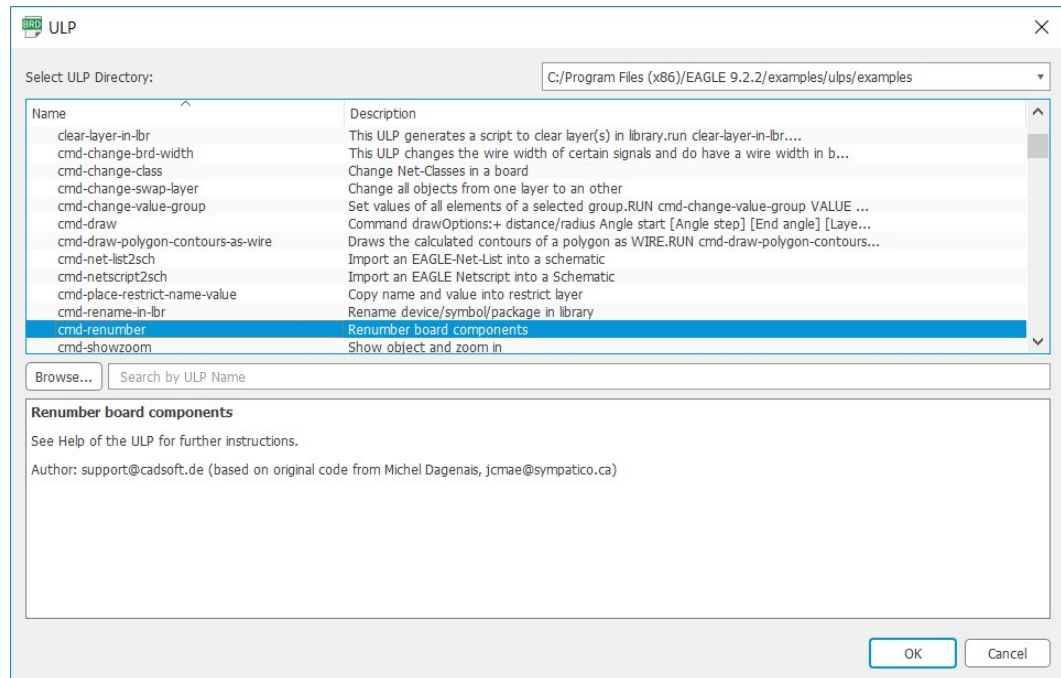 BRD ULP
Select ULP Directory: C:/Program Files (x86)/EAGLE 9.2.2/examples/ulps/examples
Name Description
clear-layer-in-lbr This ULP generates a script to clear layer(s) in library.run clear-layer-in-lbr....
cmd-change-brd-width This ULP changes the wire width of certain signals and do have a wire width in b...
cmd-change-class Change Net-Classes in a board
cmd-change-swap-layer Change all objects from one layer to an other
cmd-change-value-group Set values of all elements of a selected group.RUN cmd-change-value-group VALUE ...
cmd-draw Command drawOptions:+ distance/radius Angle start [Angle step] [End angle] [Laye...
cmd-draw-polygon-contours-as-wire Draws the calculated contours of a polygon as WIRE.RUN cmd-draw-polygon-contours...
cmd-net-list2sch Import an EAGLE-Net-List into a schematic
cmd-netscript2sch Import an EAGLE Netscript into a Schematic
cmd-place-restrict-name-value Copy name and value into restrict layer
cmd-rename-in-lbr Rename device/symbol/package in library
cmd-renumber Renumber board components
cmd-showzoom Show object and zoom in
Browse... Search by ULP Name
Renumber board components
See Help of the ULP for further instructions.
Author: support@cadsoft.de (based on original code from Michel Dagenais, jcmae@sympatico.ca)
OK Cancel